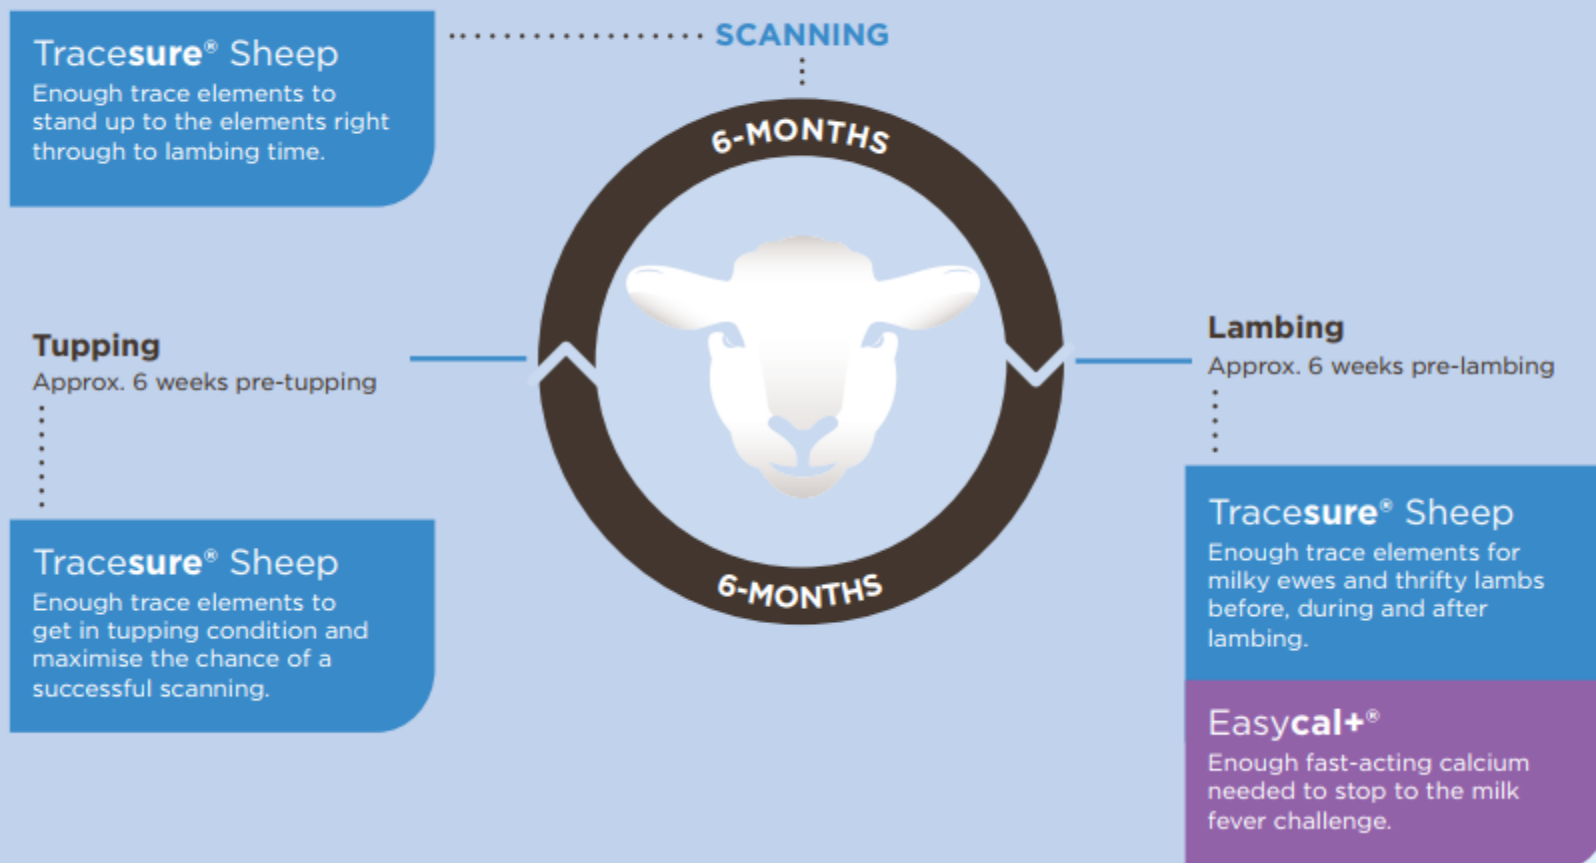 Tracesure® Sheep
Enough trace elements to
stand up to the elements right
through to lambing time.
SCANNING
6-MONTHS
Tupping
Approx. 6 weeks pre-tupping
Lambing
Approx. 6 weeks pre-lambing
Tracesure® Sheep
Enough trace elements to
get in tupping condition and
maximise the chance of a
successful scanning.
6-MONTHS
Tracesure® Sheep
Enough trace elements for
milky ewes and thrifty lambs
before, during and after
lambing.
Easycal+®
Enough fast-acting calcium
needed to stop to the milk
fever challenge.